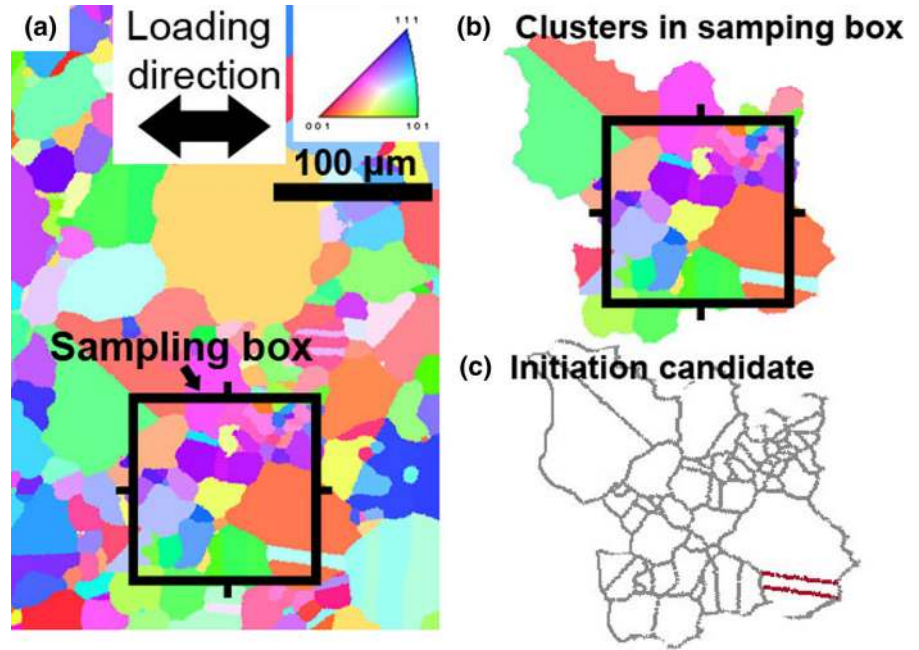 (a)
Loading
direction
111
001
101
100 µm
Sampling box
(b) Clusters in samping box
(c) Initiation candidate